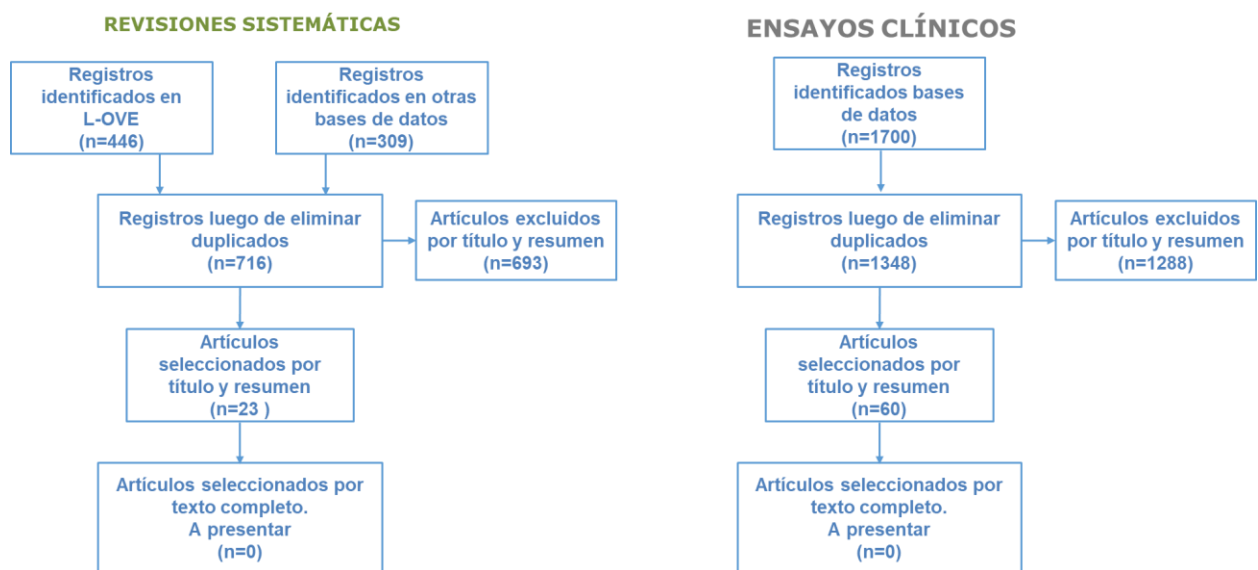 REVISIONES SISTEMÁTICAS
Registros
identificados en
L-OVE
(n=446)
Registros
identificados en otras
bases de datos
(n=309)
Registros luego de eliminar
duplicados
(n=716)
Artículos excluidos
por título y resumen
(n=693)
Artículos
seleccionados por
título y resumen
(n=23 )
Artículos seleccionados por
texto completo.
A presentar
(n=0)
ENSAYOS CLÍNICOS
Registros
identificados bases
de datos
(n=1700)
Registros luego de eliminar
duplicados
(n=1348)
Artículos excluidos
por título y resumen
(n=1288)
Artículos
seleccionados por
título y resumen
(n=60)
Artículos seleccionados por
texto completo.
A presentar
(n=0)